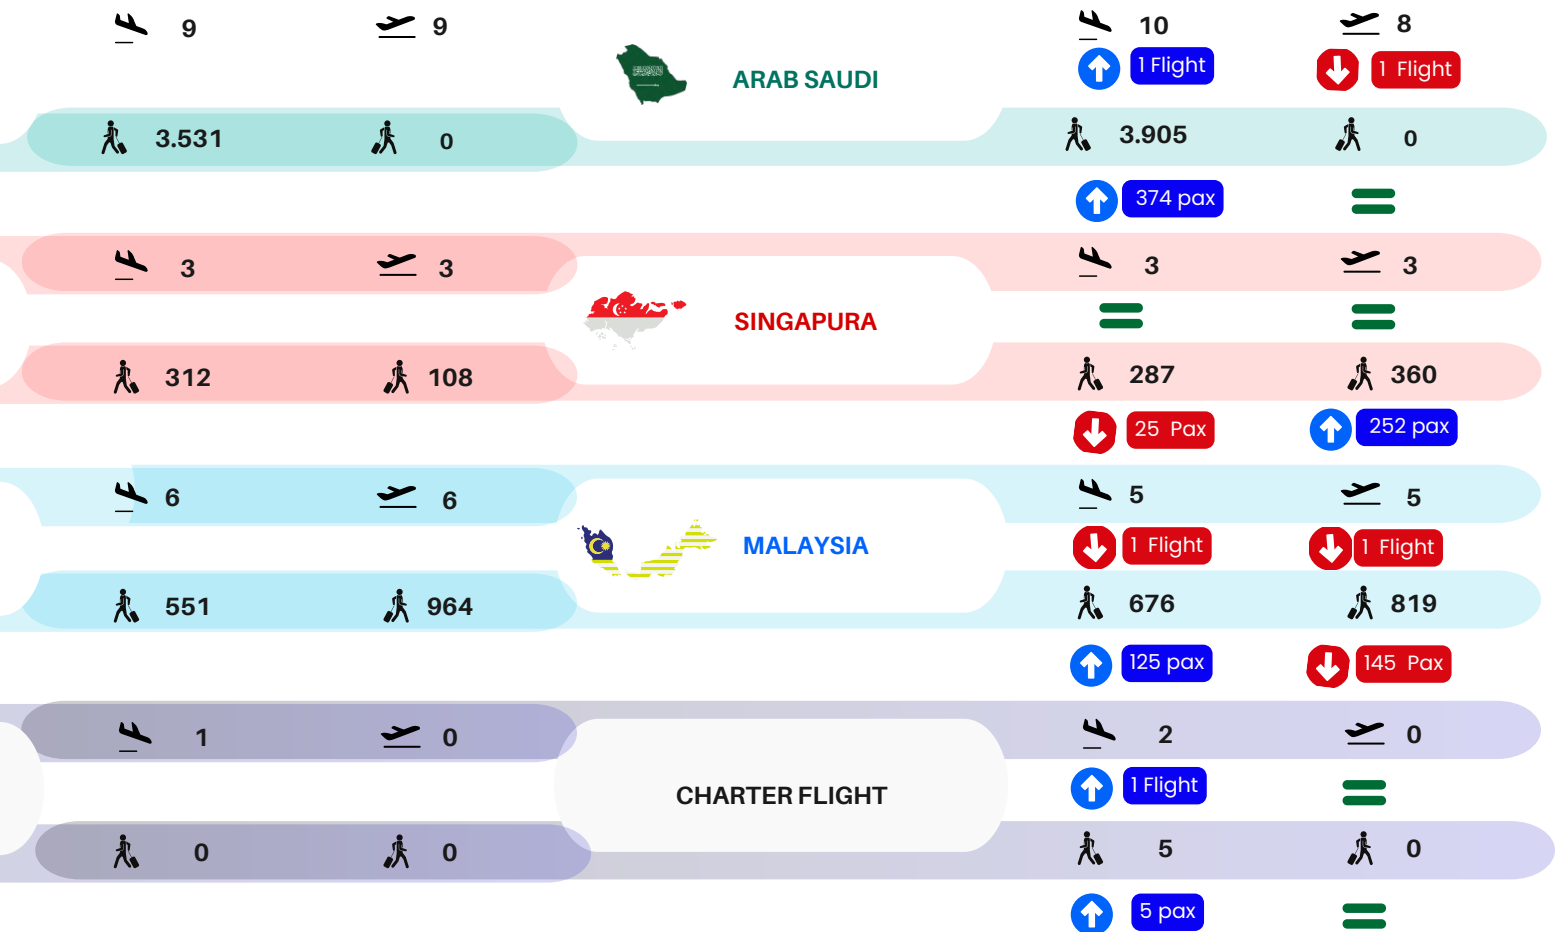 9 9 10 8
ARAB SAUDI
1 Flight 1 Flight
3.531 0 3.905 0
374 pax
3 3 3 3
SINGAPURA
312 108 287 360
25 Pax 252 pax
6 6 5 5
MALAYSIA
1 Flight 1 Flight
551 964 676 819
125 pax 145 Pax
1 0 2 0
CHARTER FLIGHT
1 Flight
0 0 5 0
5 pax